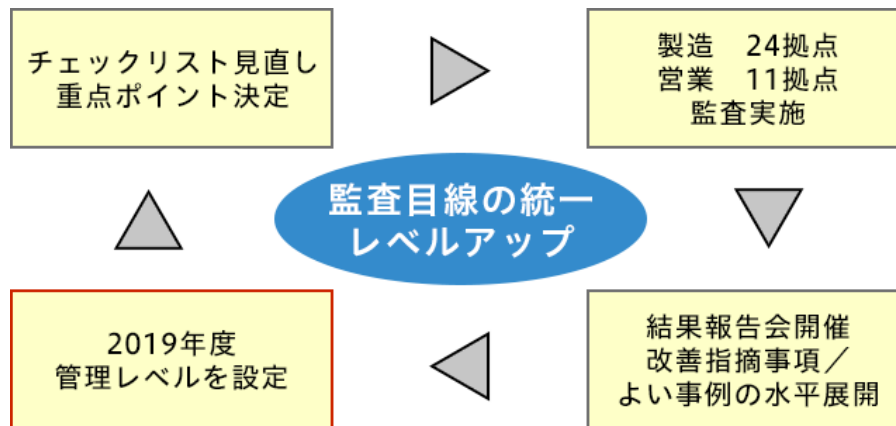 チェックリスト見直し
重点ポイント決定
製造　24拠点
営業　11拠点
監査実施
監査目線の統一
レベルアップ
2019年度
管理レベルを設定
結果報告会開催
改善指摘事項／
よい事例の水平展開